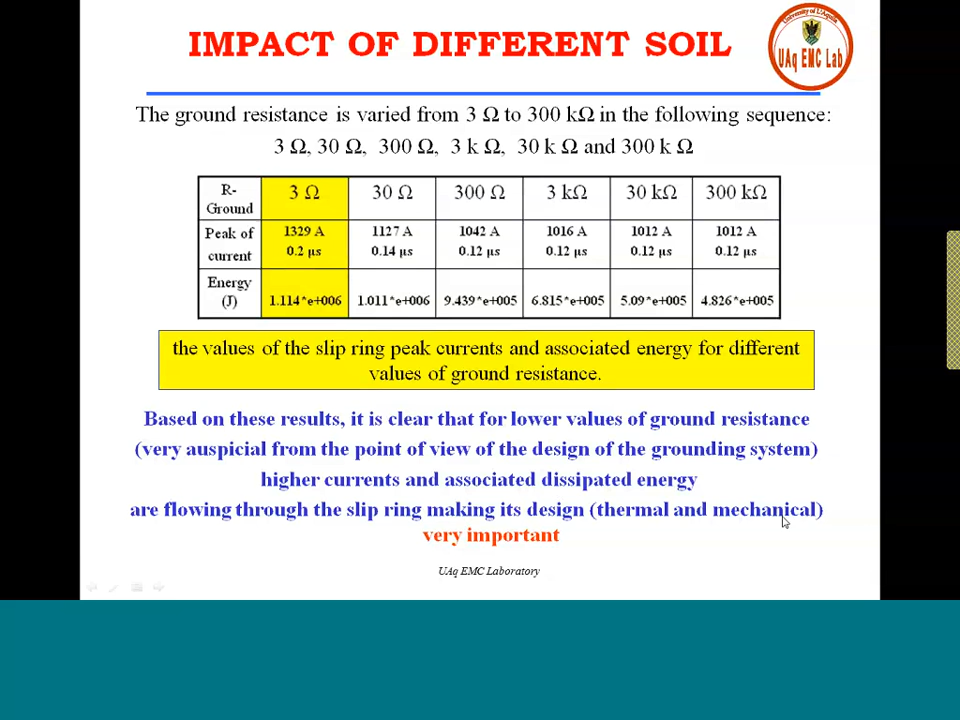 IMPACT OF DIFFERENT SOIL
University of L'Aquila
UAq EMC Lab
The ground resistance is varied from 3 Ω to 300 kΩ in the following sequence:
3 Ω, 30 Ω, 300 Ω, 3 k Ω, 30 k Ω and 300 k Ω
R-Ground 3 Ω 30 Ω 300 Ω 3 kΩ 30 kΩ 300 kΩ
Peak of current 1329 A 0.2 µs 1127 A 0.14 µs 1042 A 0.12 µs 1016 A 0.12 µs 1012 A 0.12 µs 1012 A 0.12 µs
Energy (J) 1.114*e+006 1.011*e+006 9.439*e+005 6.815*e+005 5.09*e+005 4.826*e+005
the values of the slip ring peak currents and associated energy for different
values of ground resistance.
Based on these results, it is clear that for lower values of ground resistance
(very auspicial from the point of view of the design of the grounding system)
higher currents and associated dissipated energy
are flowing through the slip ring making its design (thermal and mechanical)
very important
UAq EMC Laboratory